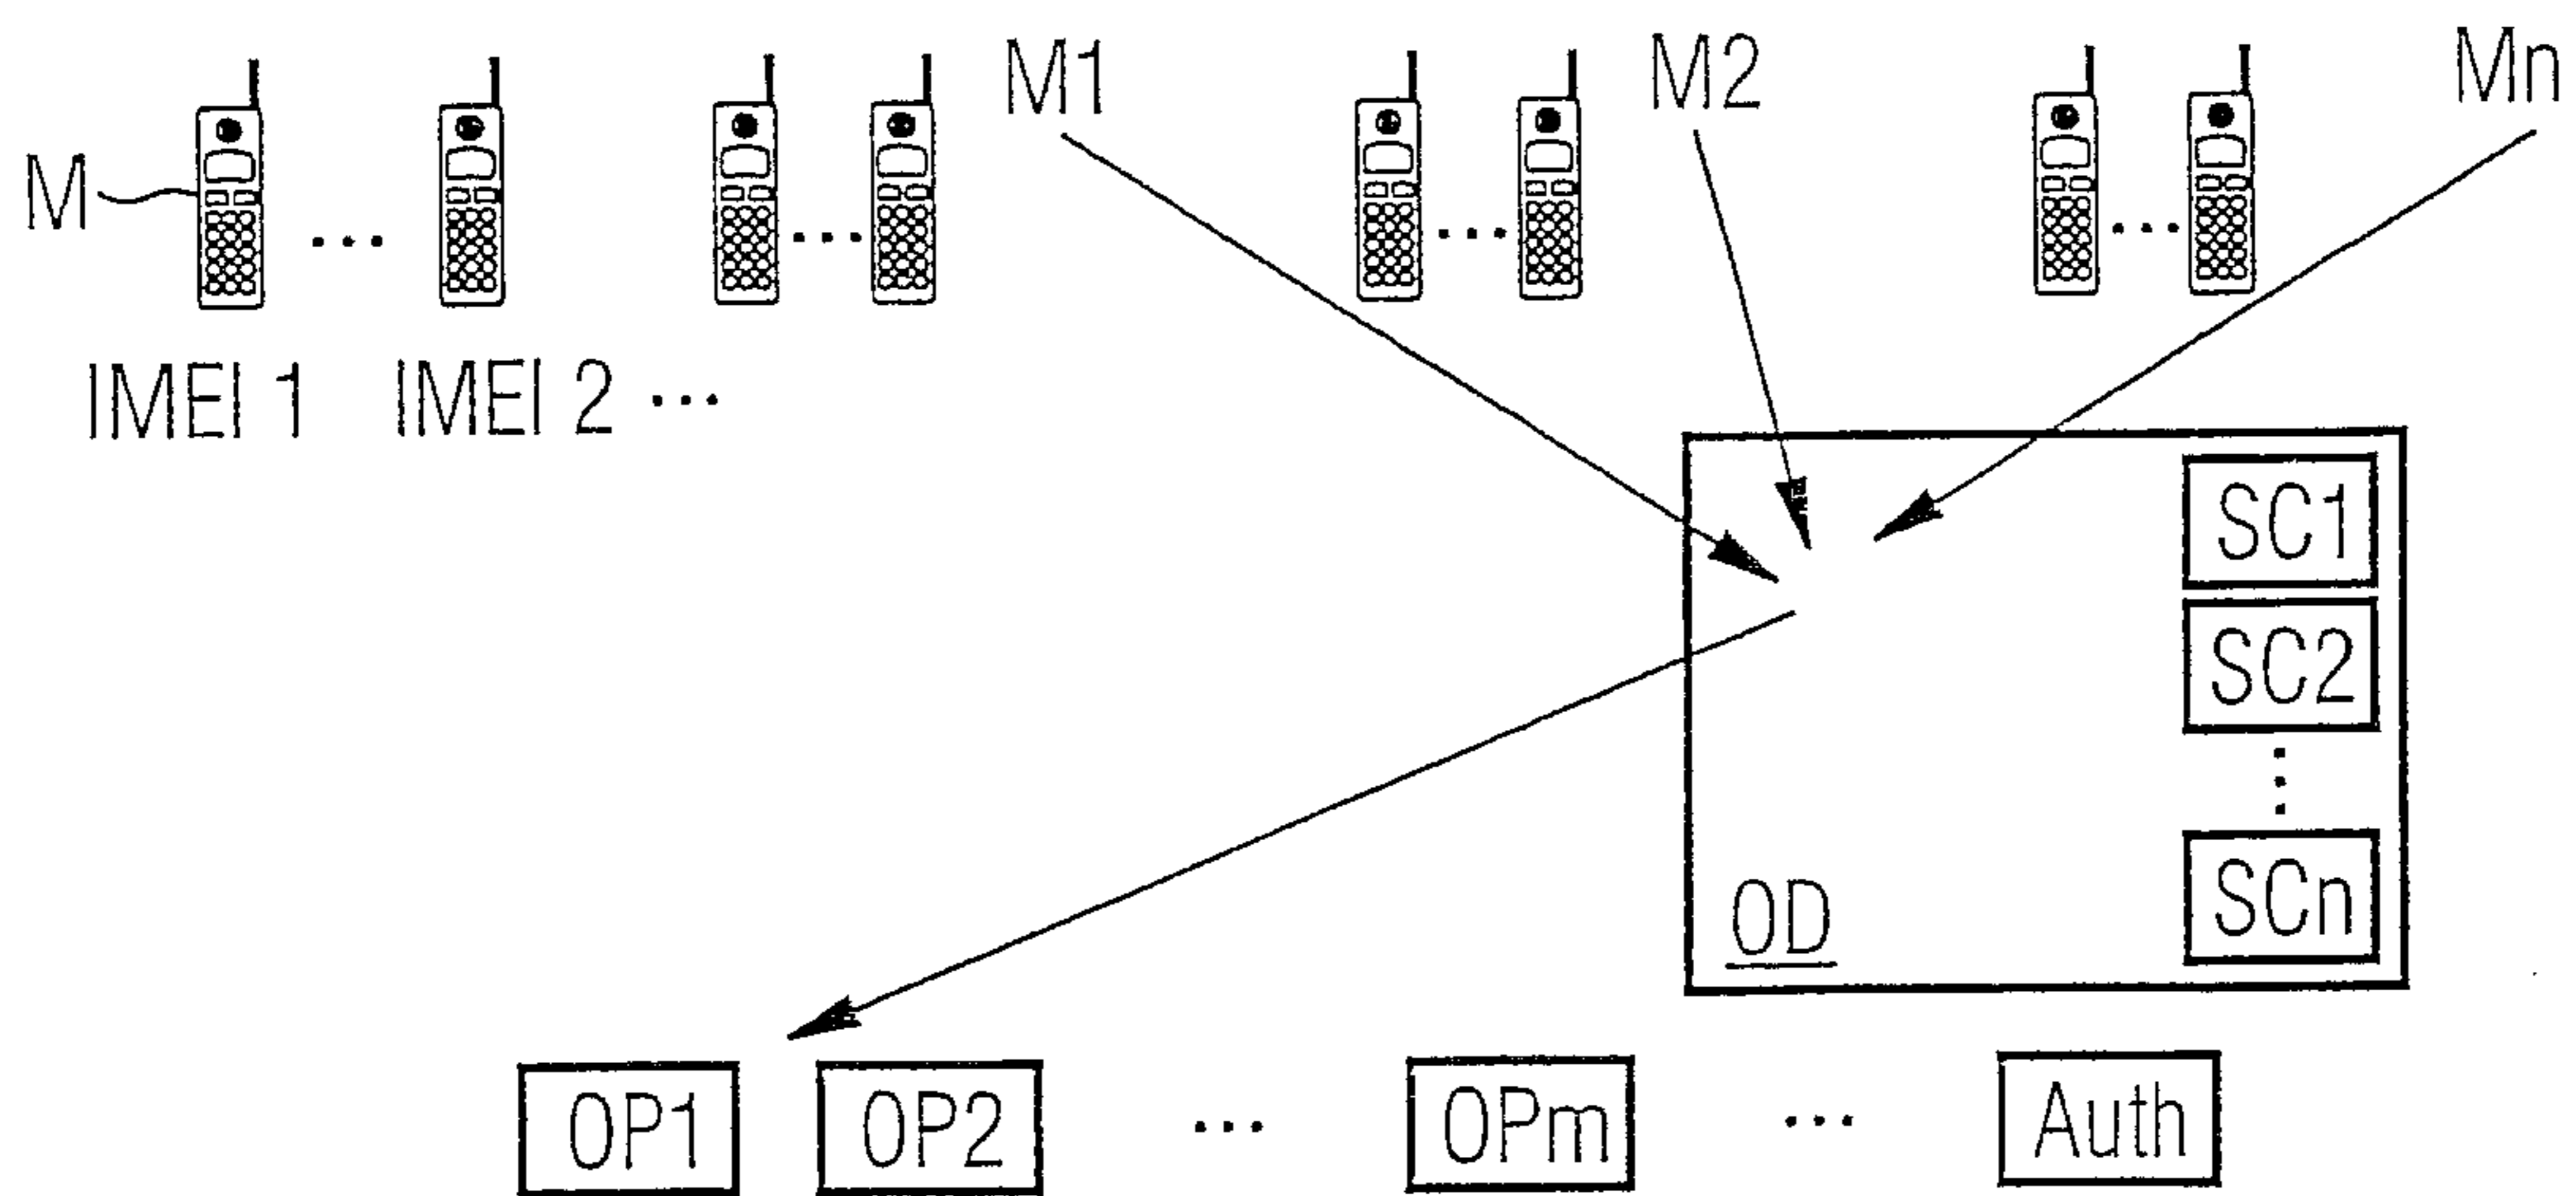 M1 M2 Mn
M
IMEI 1 IMEI 2 ...
SC1
SC2
SCn
OD
OP1 OP2 ... OPm ... Auth